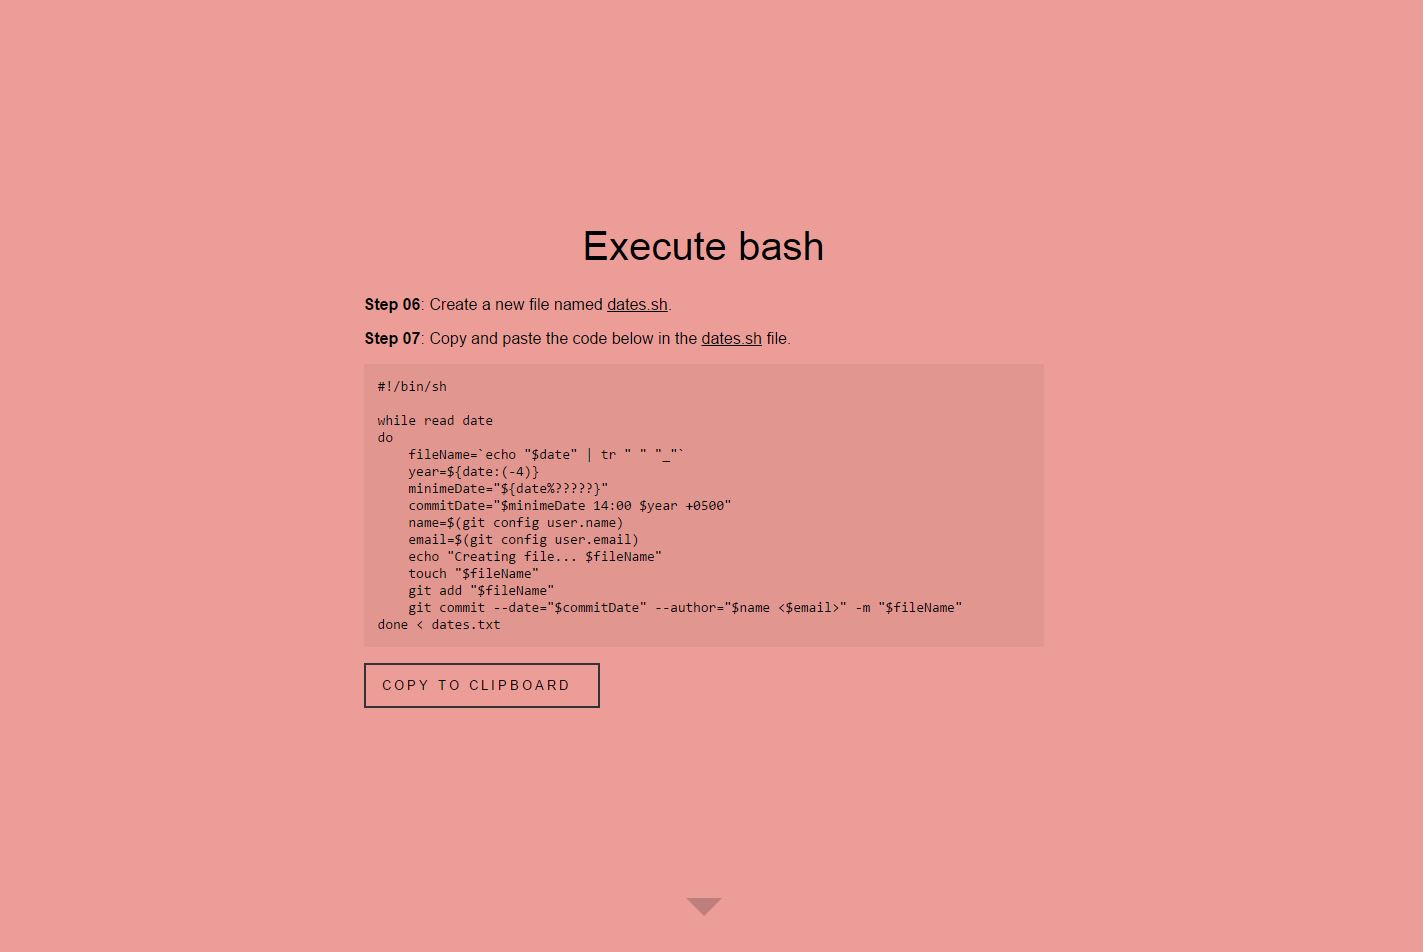 Execute bash
Step 06: Create a new file named dates.sh.
Step 07: Copy and paste the code below in the dates.sh file.
#!/bin/sh
while read date
do
    fileName=`echo "$date" | tr " " "_"`
    year=${date:(-4)}
    minimeDate="${date%?????}"
    commitDate="$minimeDate 14:00 $year +0500"
    name=$(git config user.name)
    email=$(git config user.email)
    echo "Creating file... $fileName"
    touch "$fileName"
    git add "$fileName"
    git commit --date="$commitDate" --author="$name <$email>" -m "$fileName"
done < dates.txt
COPY TO CLIPBOARD